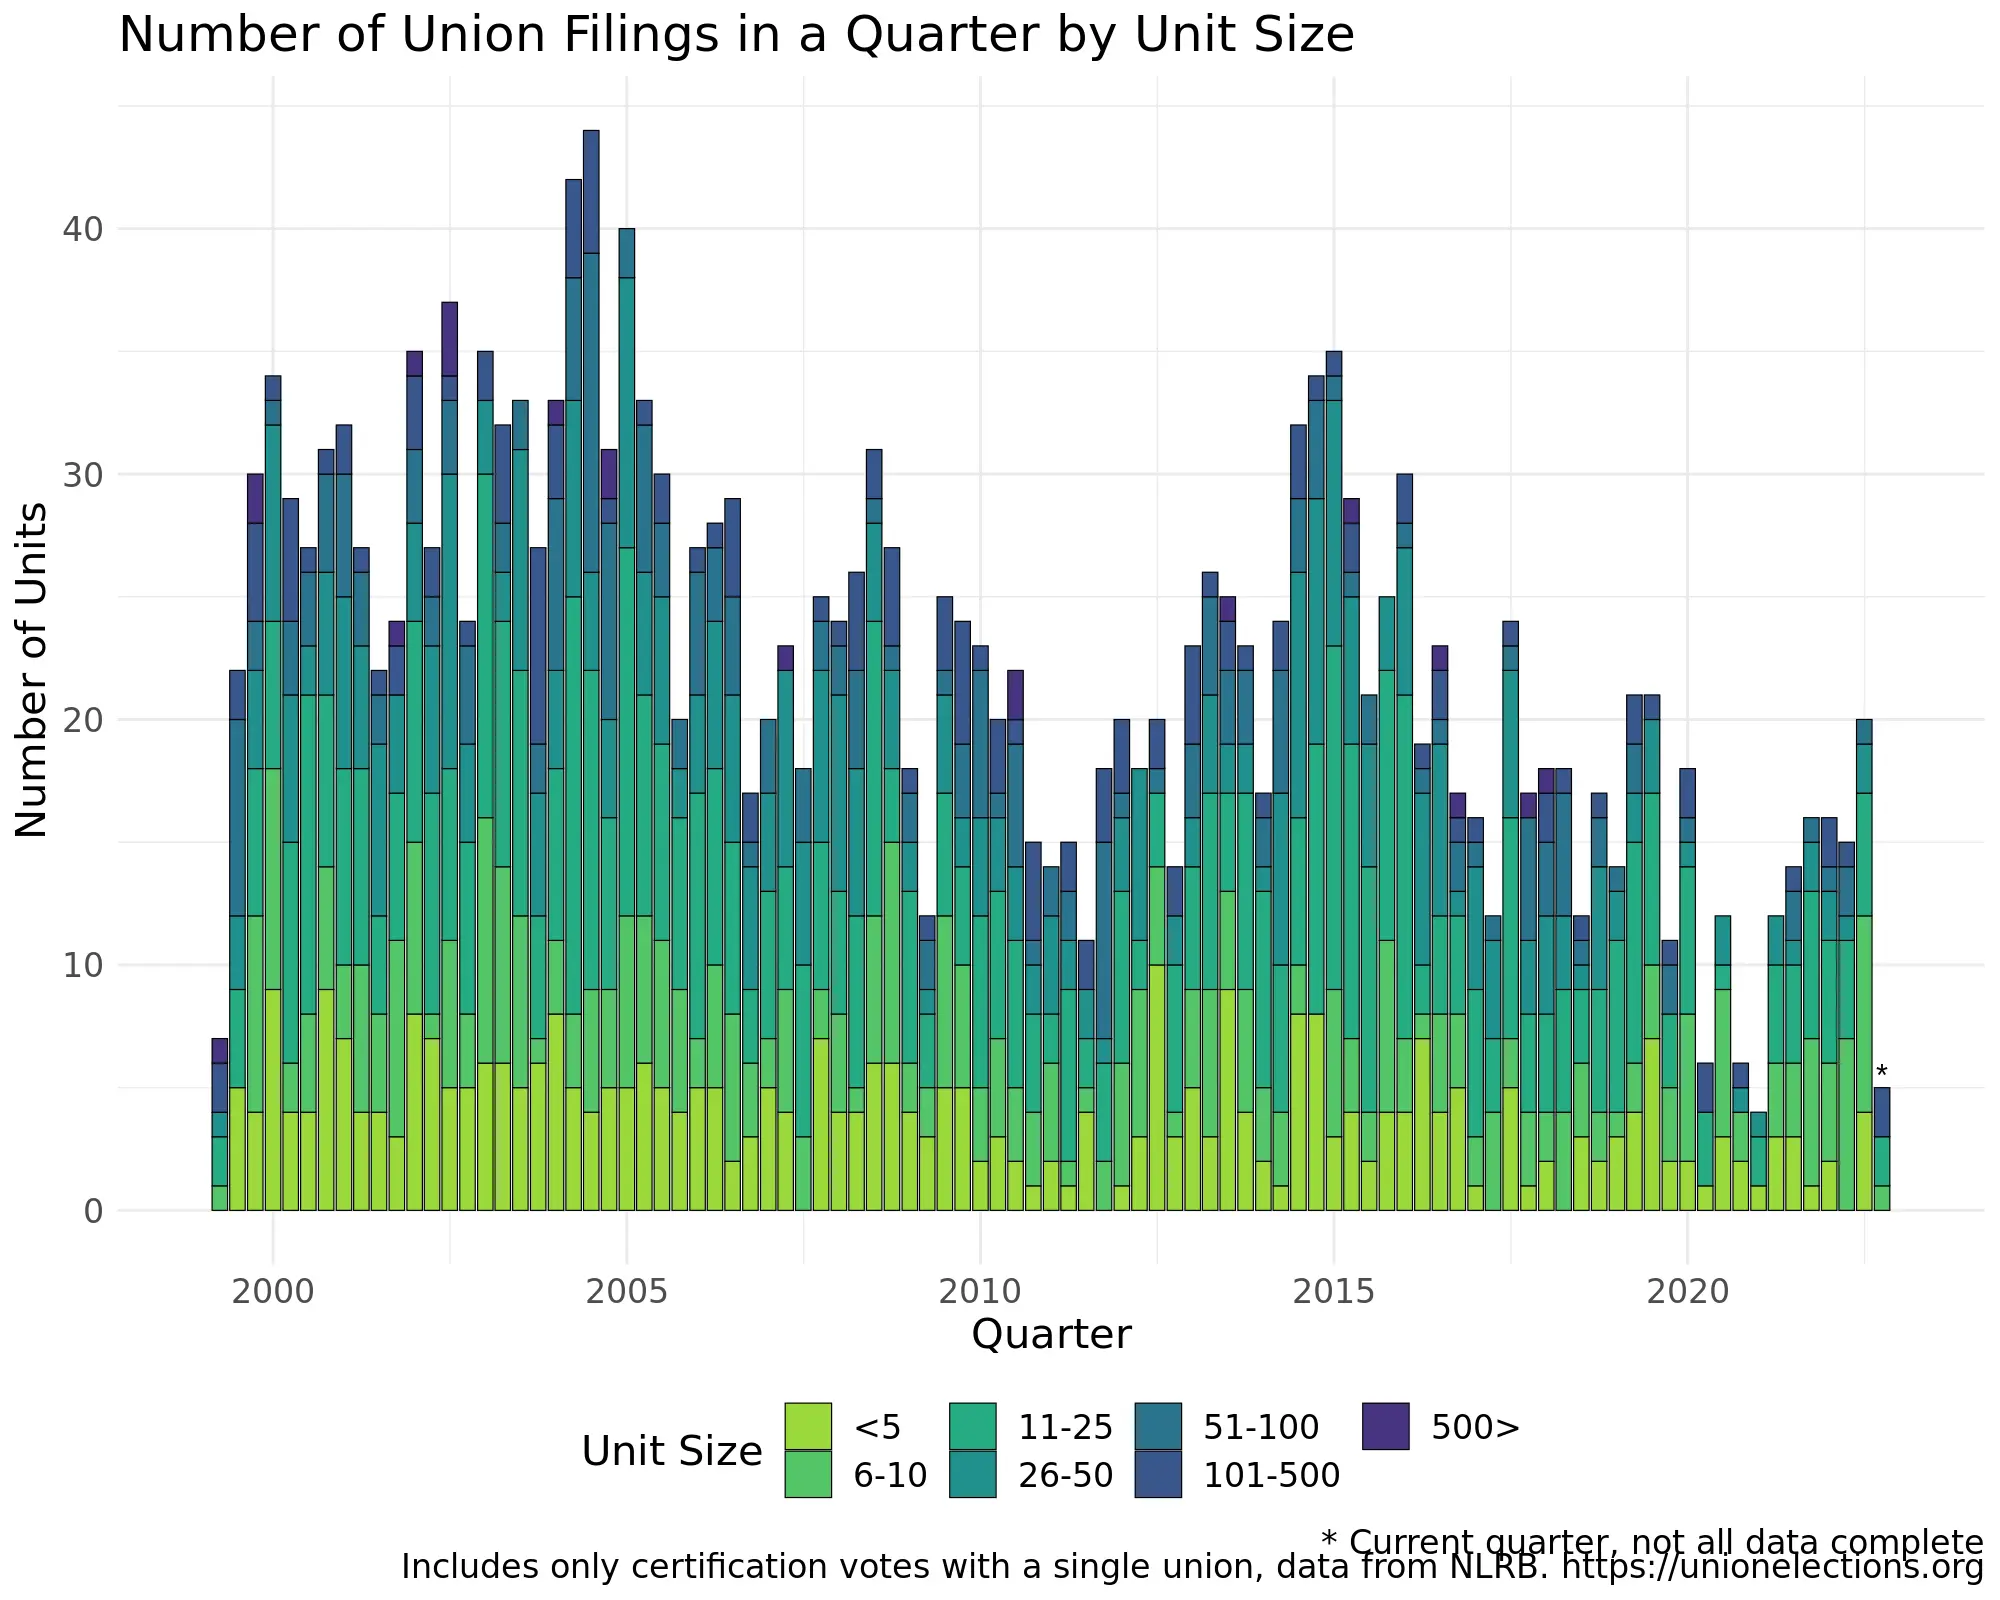 Number of Union Filings in a Quarter by Unit Size
Number of Units
40
30
20
10
0
*
2000 2005 2010 2015 2020
Quarter
Unit Size
<5 11-25 51-100 500>
6-10 26-50 101-500
* Current quarter, not all data complete
Includes only certification votes with a single union, data from NLRB. https://unionelections.org